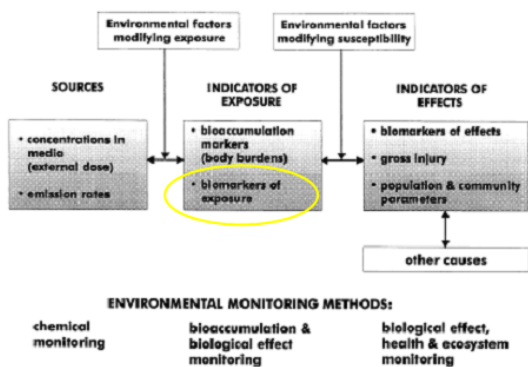 Environmental factors
modifying exposure
Environmental factors
modifying susceptibility
SOURCES
INDICATORS OF
EXPOSURE
INDICATORS OF
EFFECTS
• concentrations in
media
(external dose)
• emission rates
• bioaccumulation
markers
(body burdens)
• biomarkers of
exposure
• biomarkers of effects
• gross injury
• population & community
parameters
other causes
ENVIRONMENTAL MONITORING METHODS:
chemical
monitoring
bioaccumulation &
biological effect
monitoring
biological effect,
health & ecosystem
monitoring